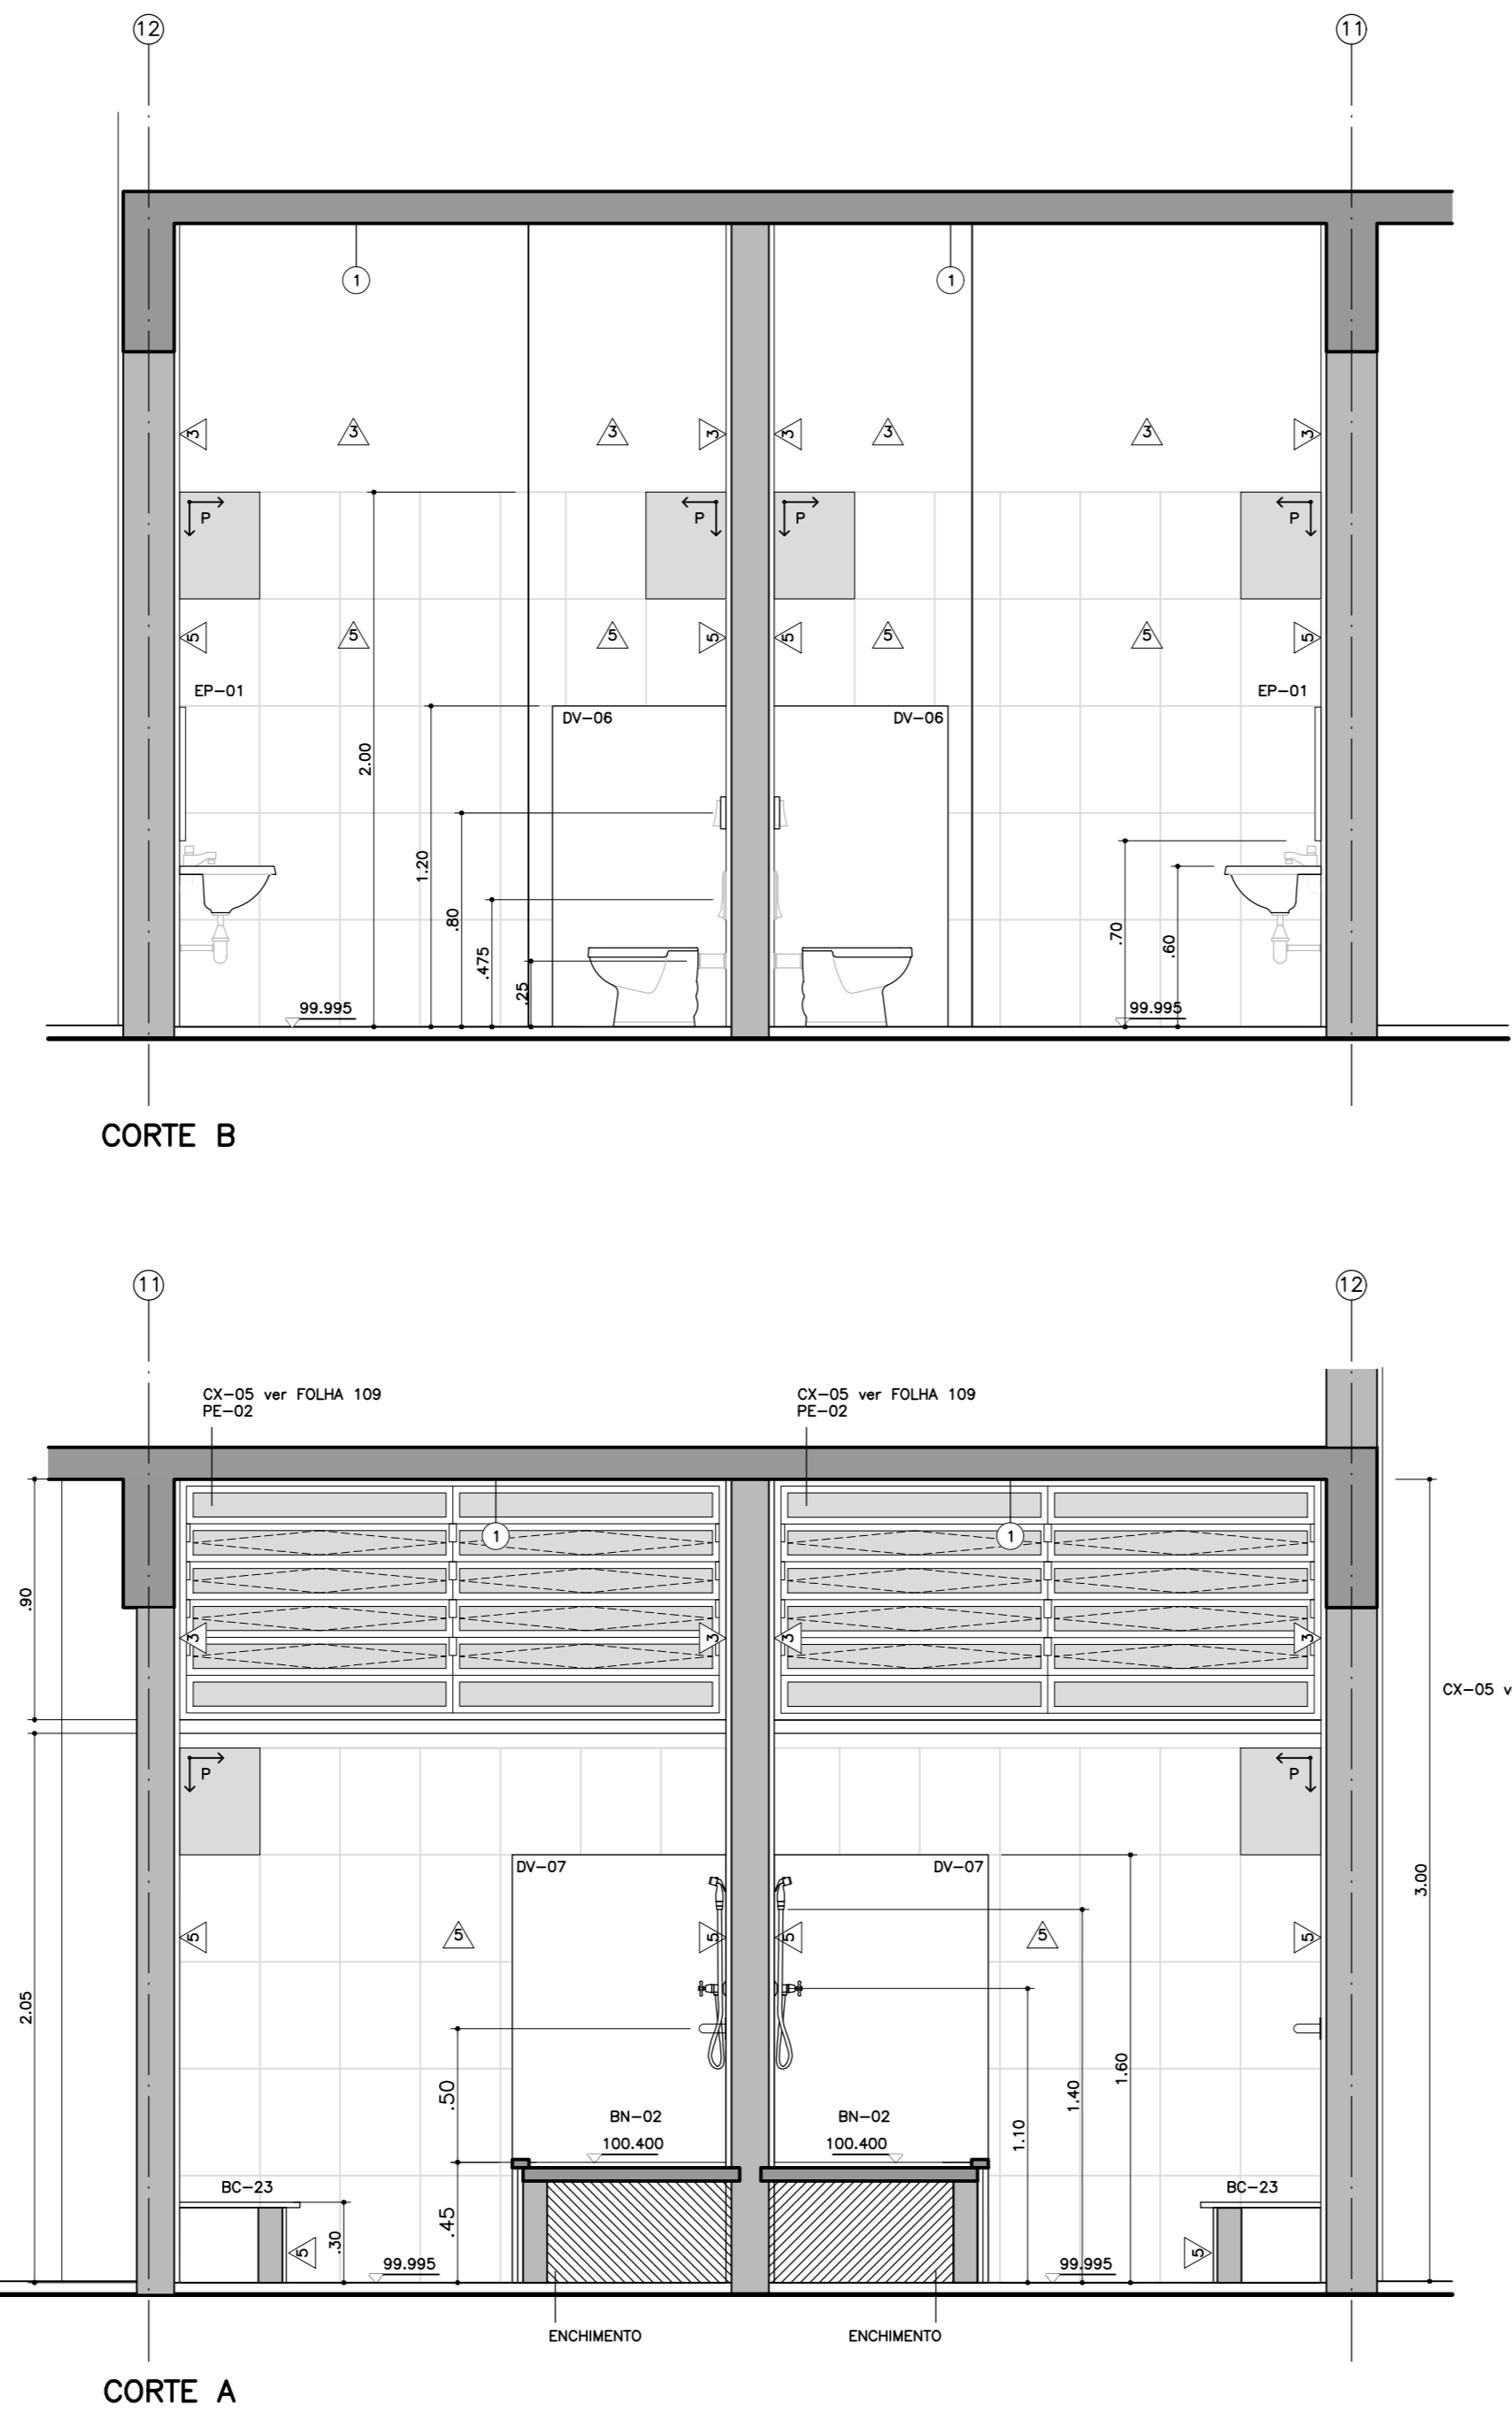 12
11
1
1
3
3
3
3
3
3
3
3
P
P
P
P
5
5
5
5
5
5
5
5
EP-01
EP-01
DV-06
DV-06
2.00
1.20
.80
.475
.25
.70
.60
99.995
99.995
CORTE B
11
12
CX-05 ver FOLHA 109
PE-02
CX-05 ver FOLHA 109
PE-02
1
1
.90
3
3
3
3
CX-05 v
P
P
DV-07
DV-07
3.00
5
5
5
5
5
5
2.05
.50
1.60
1.40
1.10
BN-02
BN-02
100.400
100.400
BC-23
BC-23
.45
.30
5
5
99.995
99.995
ENCHIMENTO
ENCHIMENTO
CORTE A